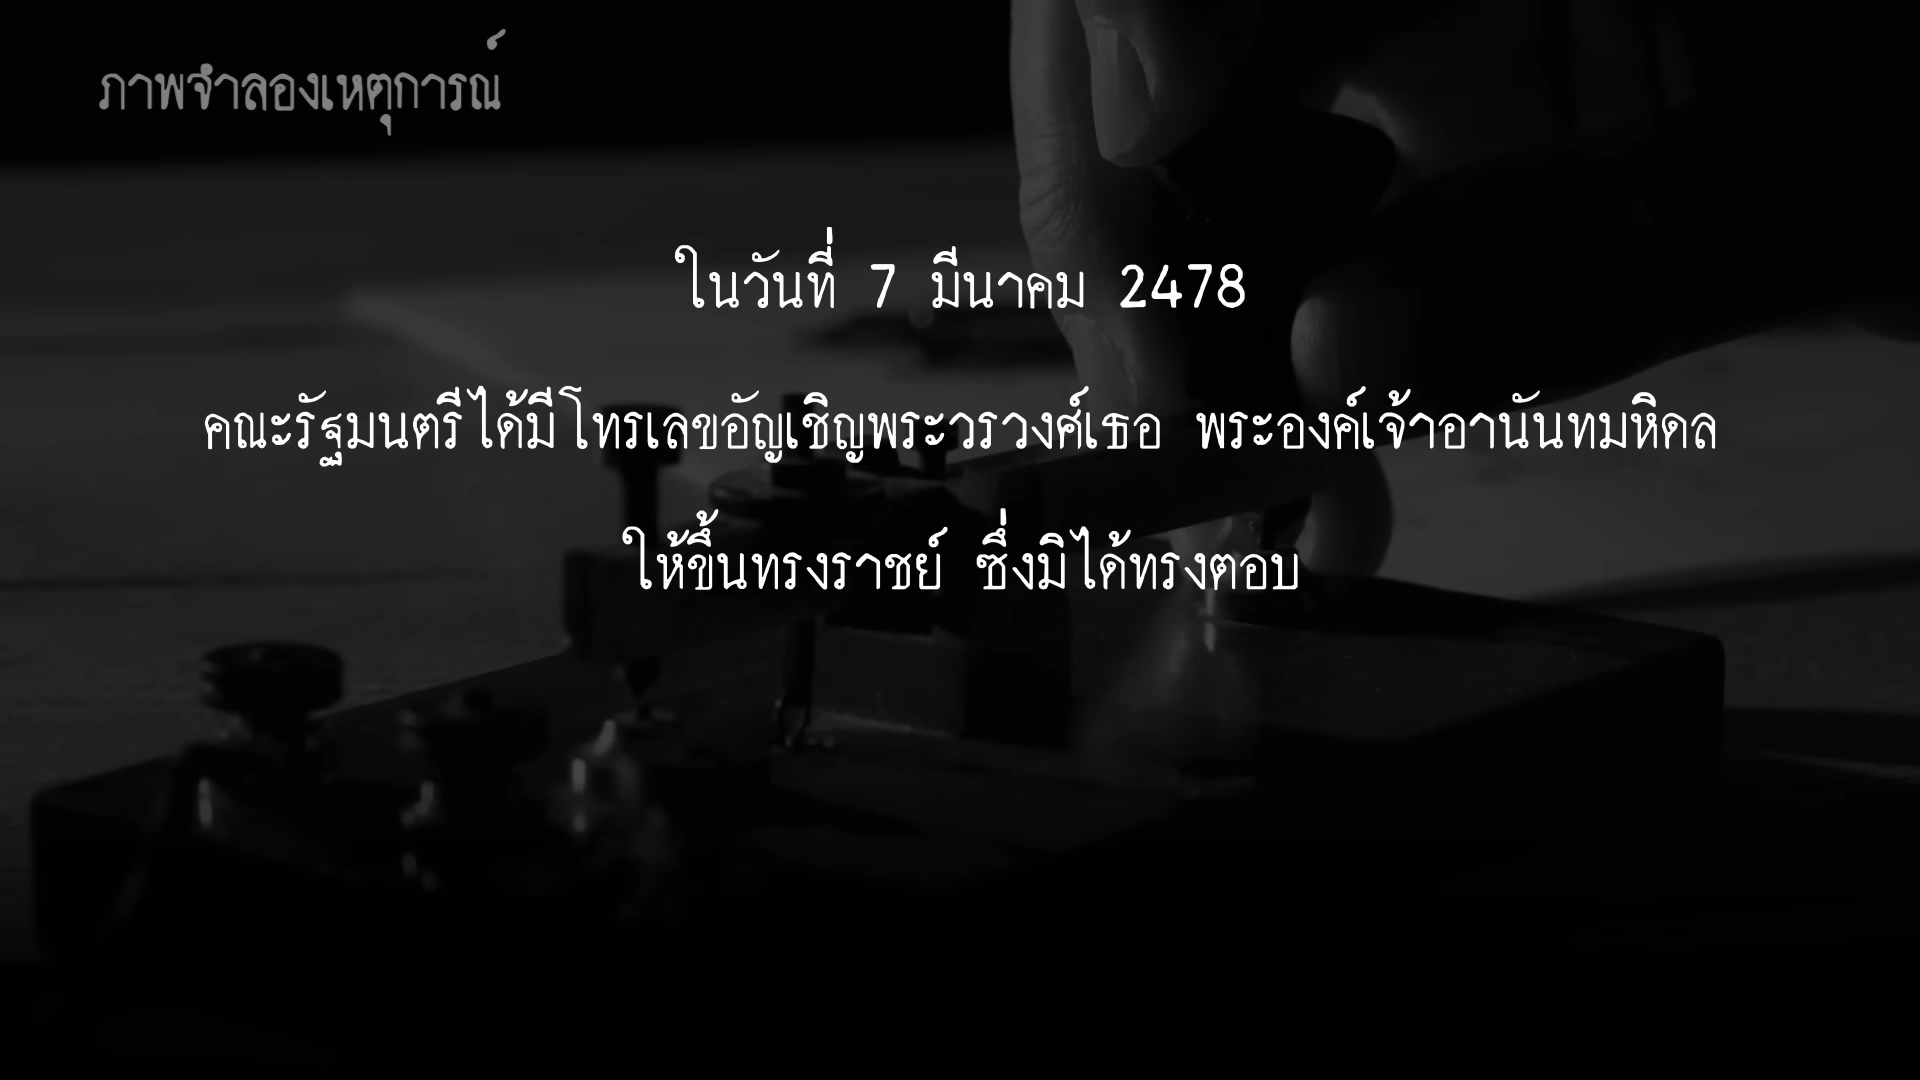 ภาพจำลองเหตุการณ์
ในวันที่ 7 มีนาคม 2478
คณะรัฐมนตรีได้มีโทรเลขอัญเชิญพระวรวงศ์เธอ พระองค์เจ้าอานันทมหิดล
ให้ขึ้นทรงราชย์ ซึ่งมิได้ทรงตอบ